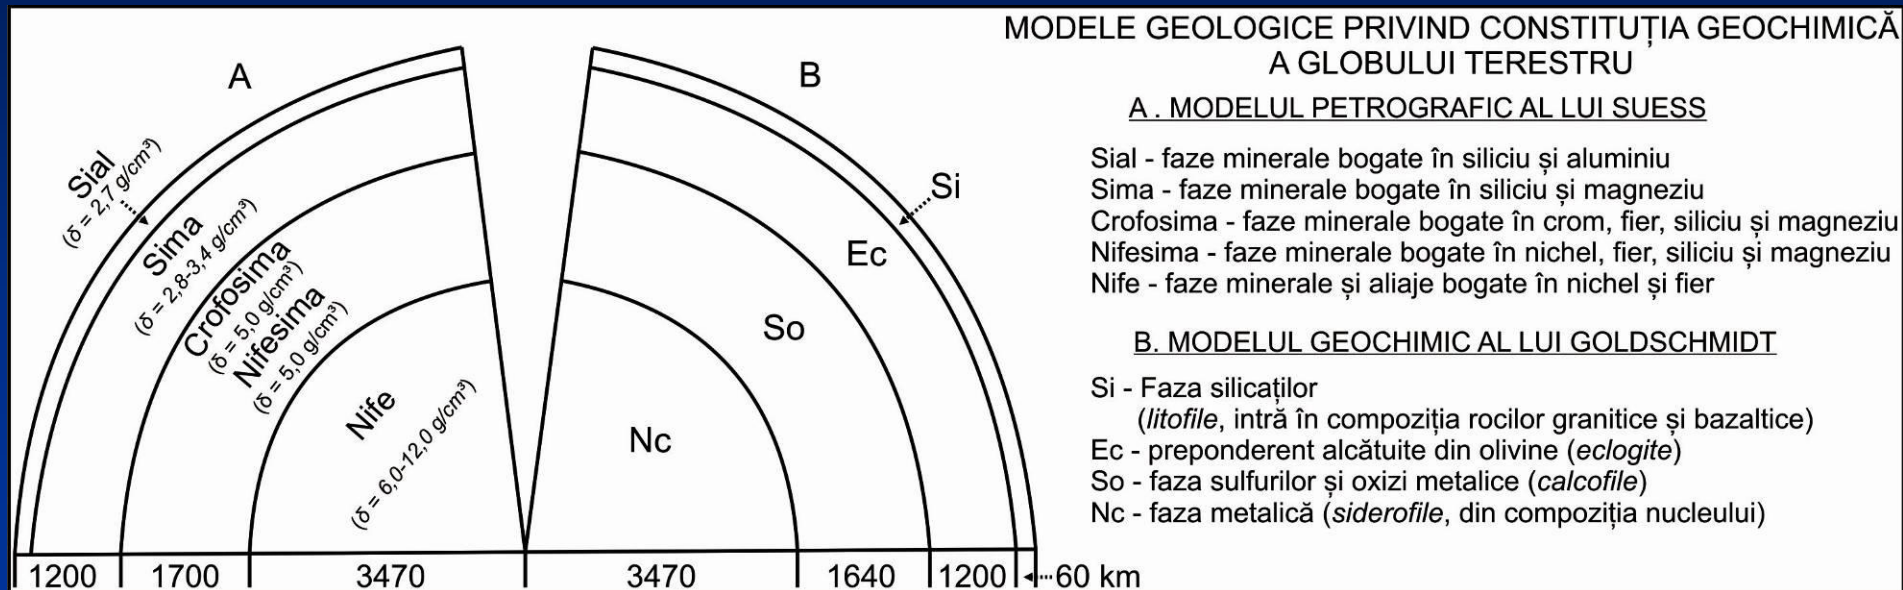 A
Sial
(δ = 2,7 g/cm³)
Sima
(δ = 2,8-3,4 g/cm³)
Crofosima
(δ = 5,0 g/cm³)
Nifesima
(δ = 5,0 g/cm³)
Nife
(δ = 6,0-12,0 g/cm³)
1200 1700 3470
B
Si
Ec
So
Nc
3470 1640 1200 60 km
MODELE GEOLOGICE PRIVIND CONSTITUȚIA GEOCHIMICĂ
A GLOBULUI TERESTRU
A . MODELUL PETROGRAFIC AL LUI SUESS
Sial - faze minerale bogate în siliciu și aluminiu
Sima - faze minerale bogate în siliciu și magneziu
Crofosima - faze minerale bogate în crom, fier, siliciu și magneziu
Nifesima - faze minerale bogate în nichel, fier, siliciu și magneziu
Nife - faze minerale și aliaje bogate în nichel și fier
B. MODELUL GEOCHIMIC AL LUI GOLDSCHMIDT
Si - Faza silicaților
(litofile, intră în compoziția rocilor granitice și bazaltice)
Ec - preponderent alcătuite din olivine (eclogite)
So - faza sulfurilor și oxizi metalice (calcofile)
Nc - faza metalică (siderofile, din compoziția nucleului)